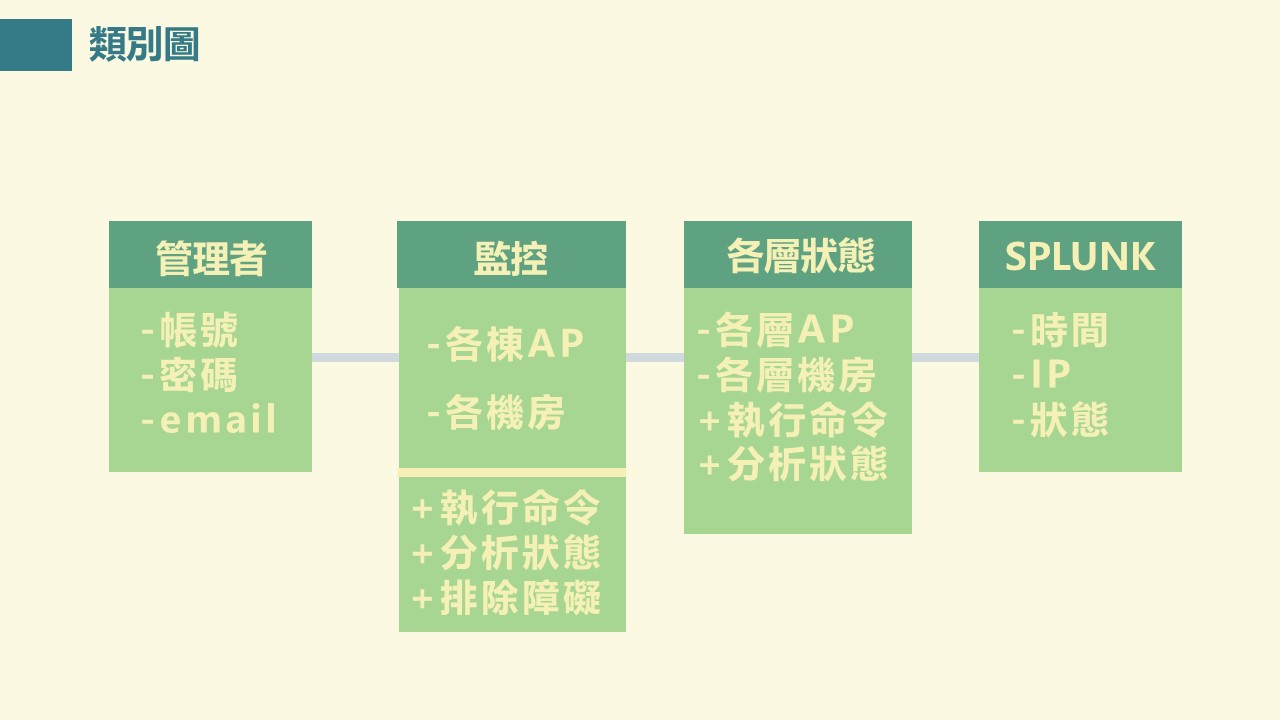 類別圖
管理者
-帳號
-密碼
-email
監控
-各棟AP
-各機房
+執行命令
+分析狀態
+排除障礙
各層狀態
-各層AP
-各層機房
+執行命令
+分析狀態
SPLUNK
-時間
-IP
-狀態